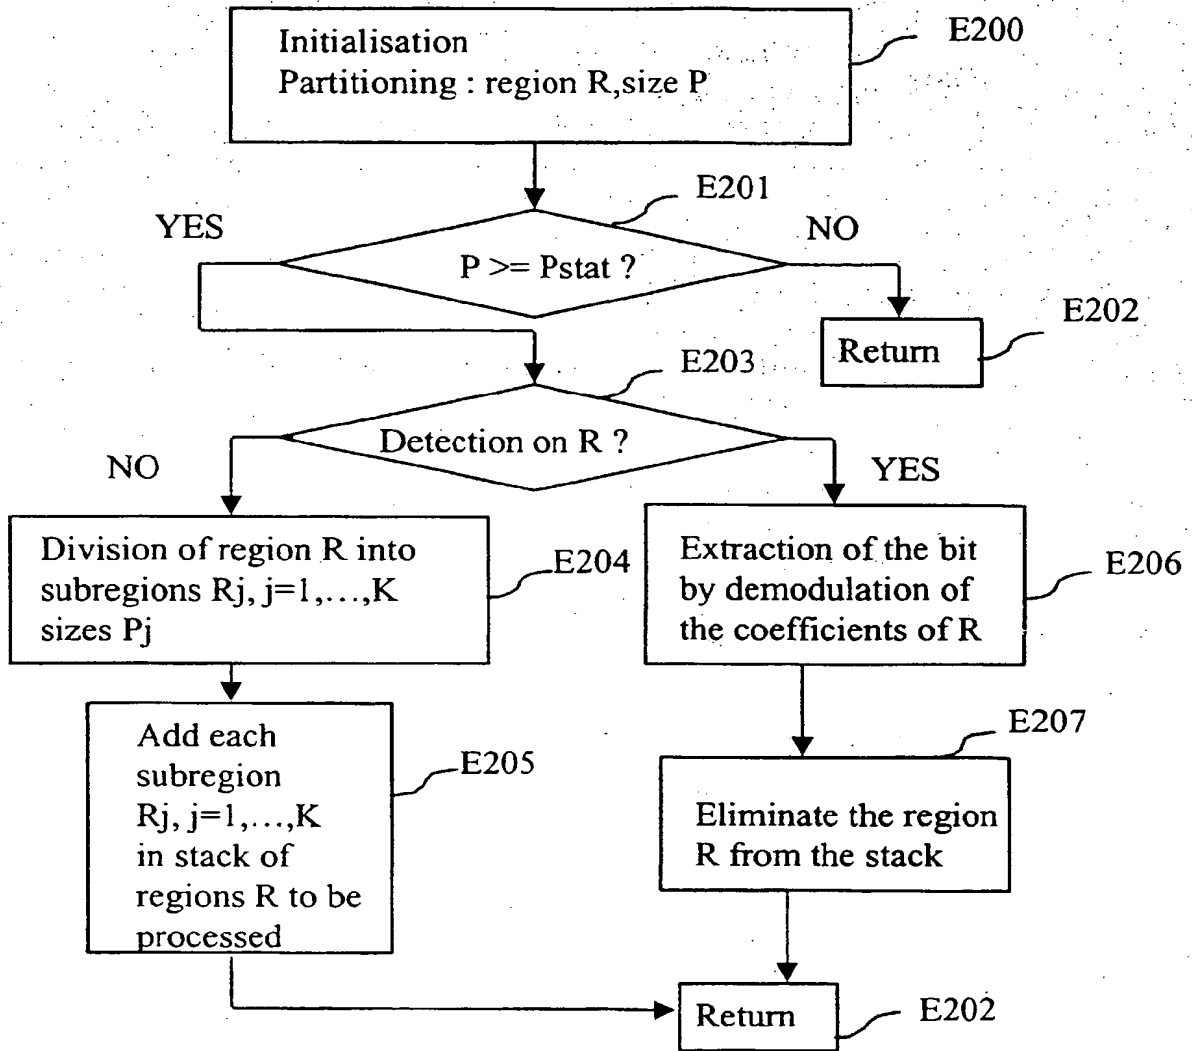 Initialisation
Partitioning : region R,size P
E200
E201
YES
NO
P >= Pstat ?
E202
Return
E203
Detection on R ?
NO
YES
Division of region R into
subregions Rj, j=1,...,K
sizes Pj
E204
Extraction of the bit
by demodulation of
the coefficients of R
E206
Add each
subregion
Rj, j=1,...,K
in stack of
regions R to be
processed
E205
E207
Eliminate the region
R from the stack
Return
E202